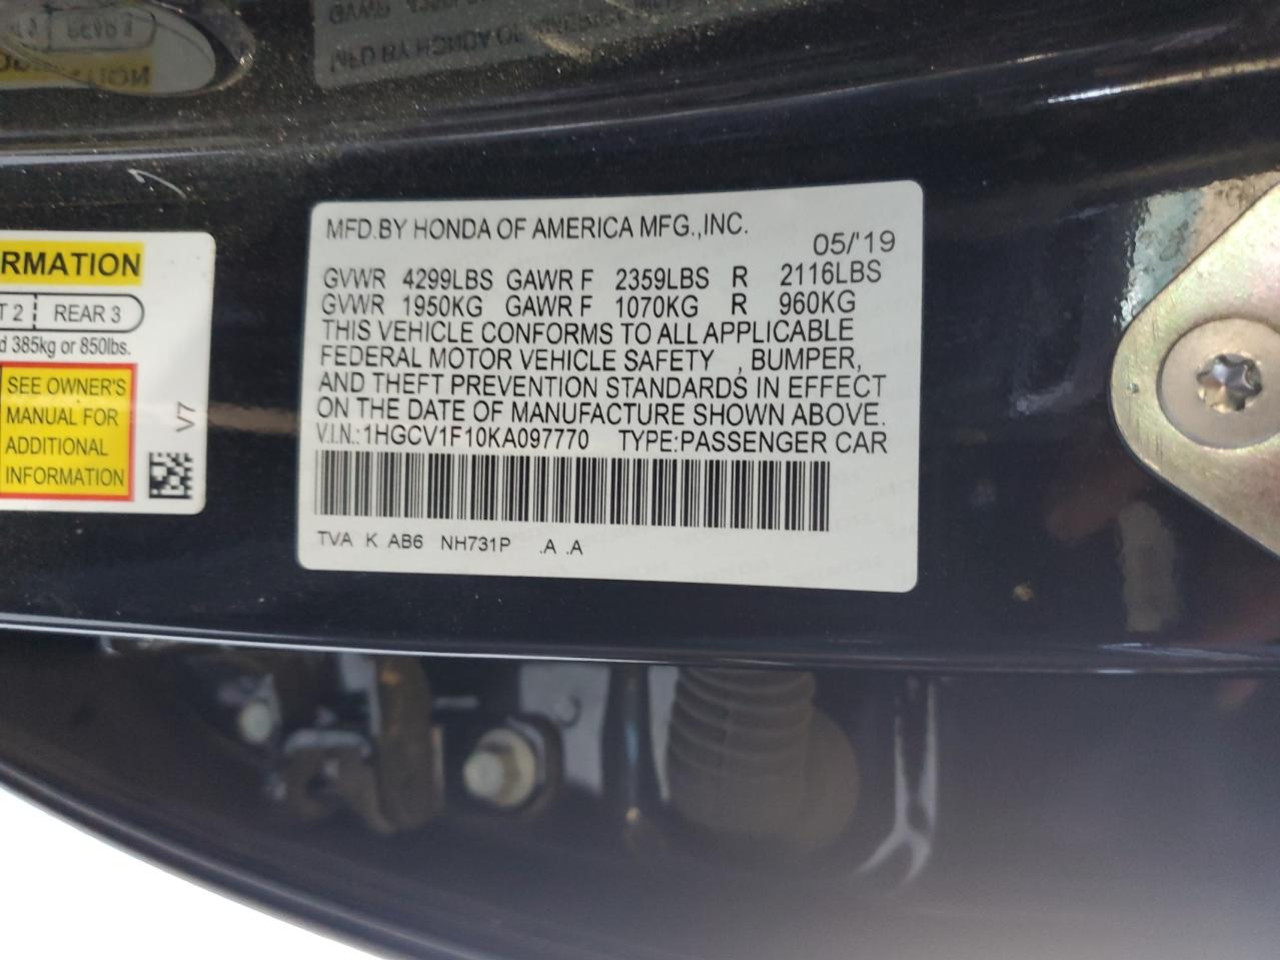 RMATION
T 2 REAR 3
d 385kg or 850lbs.
SEE OWNER'S
MANUAL FOR
ADDITIONAL
INFORMATION
V7
MFD.BY HONDA OF AMERICA MFG.,INC.
05/'19
GVWR 4299LBS GAWR F 2359LBS R 2116LBS
GVWR 1950KG GAWR F 1070KG R 960KG
THIS VEHICLE CONFORMS TO ALL APPLICABLE
FEDERAL MOTOR VEHICLE SAFETY , BUMPER,
AND THEFT PREVENTION STANDARDS IN EFFECT
ON THE DATE OF MANUFACTURE SHOWN ABOVE.
V.I.N.:1HGCV1F10KA097770 TYPE:PASSENGER CAR
TVA K AB6 NH731P .A .A